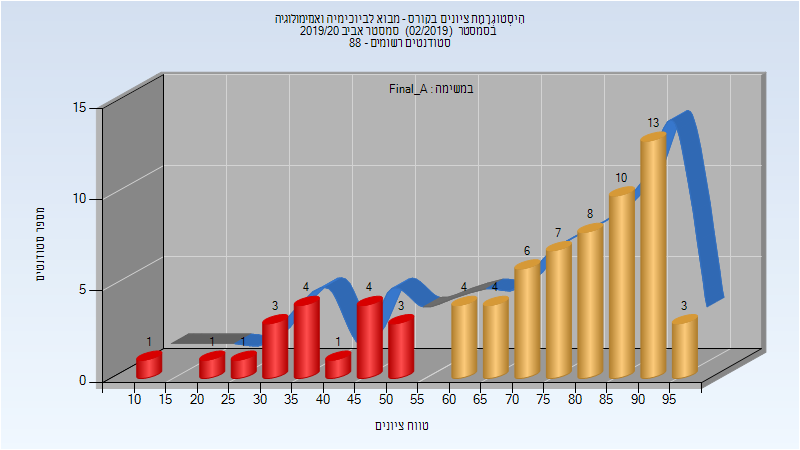 היסטוגרמת ציונים בקורס - מבוא לביוכימיה ואנזימולוגיה
בסמסטר (02/2019) סמסטר אביב 2019/20
סטודנטים רשומים - 88
במשימה : Final_A
מספר סטודנטים
15
10
5
0
1
1
1
3
4
1
4
3
4
4
6
7
8
10
13
3
10 15 20 25 30 35 40 45 50 55 60 65 70 75 80 85 90 95
טווח ציונים